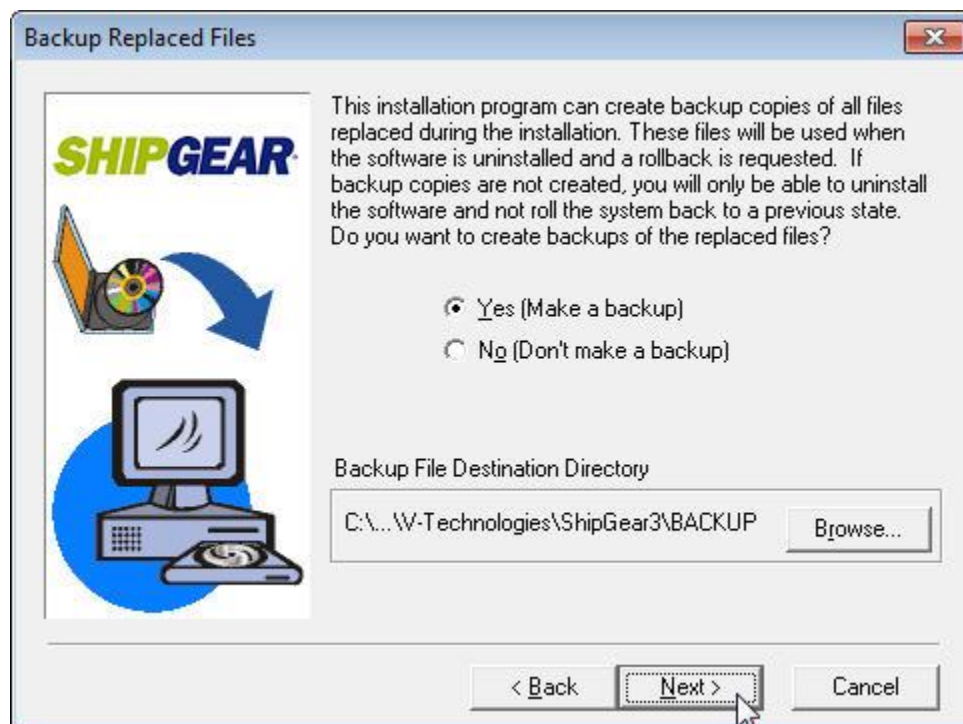 Backup Replaced Files
SHIPGEAR
This installation program can create backup copies of all files
replaced during the installation. These files will be used when
the software is uninstalled and a rollback is requested.  If
backup copies are not created, you will only be able to uninstall
the software and not roll the system back to a previous state.
Do you want to create backups of the replaced files?
Yes (Make a backup)
No (Don't make a backup)
Backup File Destination Directory
C:\...\V-Technologies\ShipGear3\BACKUP
Browse...
< Back
Next >
Cancel